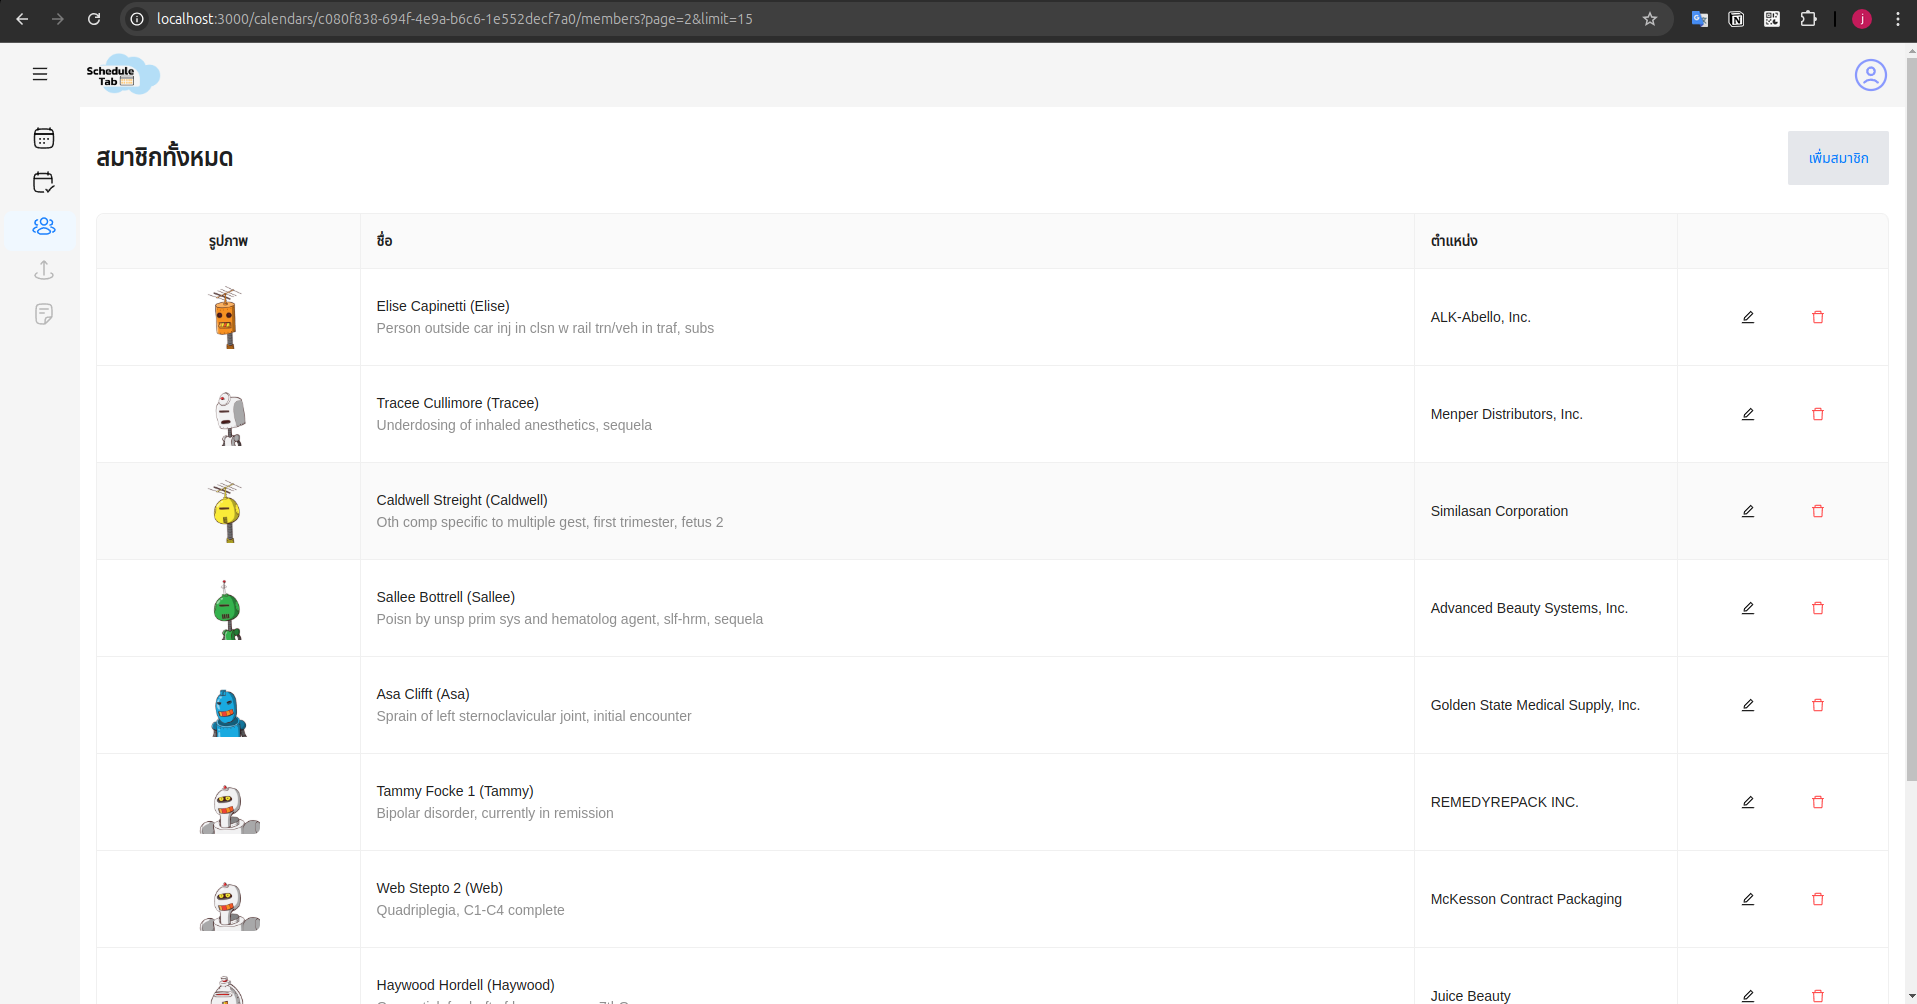 localhost:3000/calendars/c080f838-694f-4e9a-b6c6-1e552decf7a0/members?page=2&limit=15
j
Schedule
Tab
สมาชิกทั้งหมด
เพิ่มสมาชิก
รูปภาพ
ชื่อ
ตำแหน่ง
Elise Capinetti (Elise)
Person outside car inj in clsn w rail trn/veh in traf, subs
ALK-Abello, Inc.
Tracee Cullimore (Tracee)
Underdosing of inhaled anesthetics, sequela
Menper Distributors, Inc.
Caldwell Streight (Caldwell)
Oth comp specific to multiple gest, first trimester, fetus 2
Similasan Corporation
Sallee Bottrell (Sallee)
Poisn by unsp prim sys and hematolog agent, slf-hrm, sequela
Advanced Beauty Systems, Inc.
Asa Clifft (Asa)
Sprain of left sternoclavicular joint, initial encounter
Golden State Medical Supply, Inc.
Tammy Focke 1 (Tammy)
Bipolar disorder, currently in remission
REMEDYREPACK INC.
Web Stepto 2 (Web)
Quadriplegia, C1-C4 complete
McKesson Contract Packaging
Haywood Hordell (Haywood)
Juice Beauty